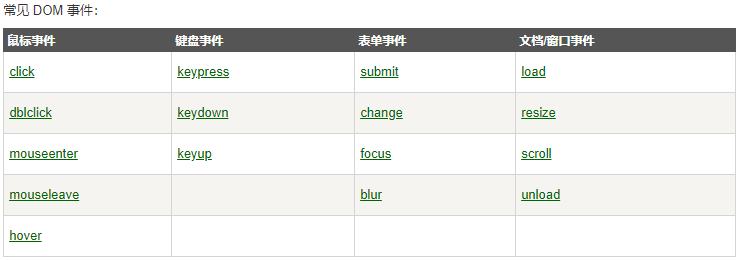 常见 DOM 事件：
鼠标事件 键盘事件 表单事件 文档/窗口事件
click keypress submit load
dblclick keydown change resize
mouseenter keyup focus scroll
mouseleave blur unload
hover